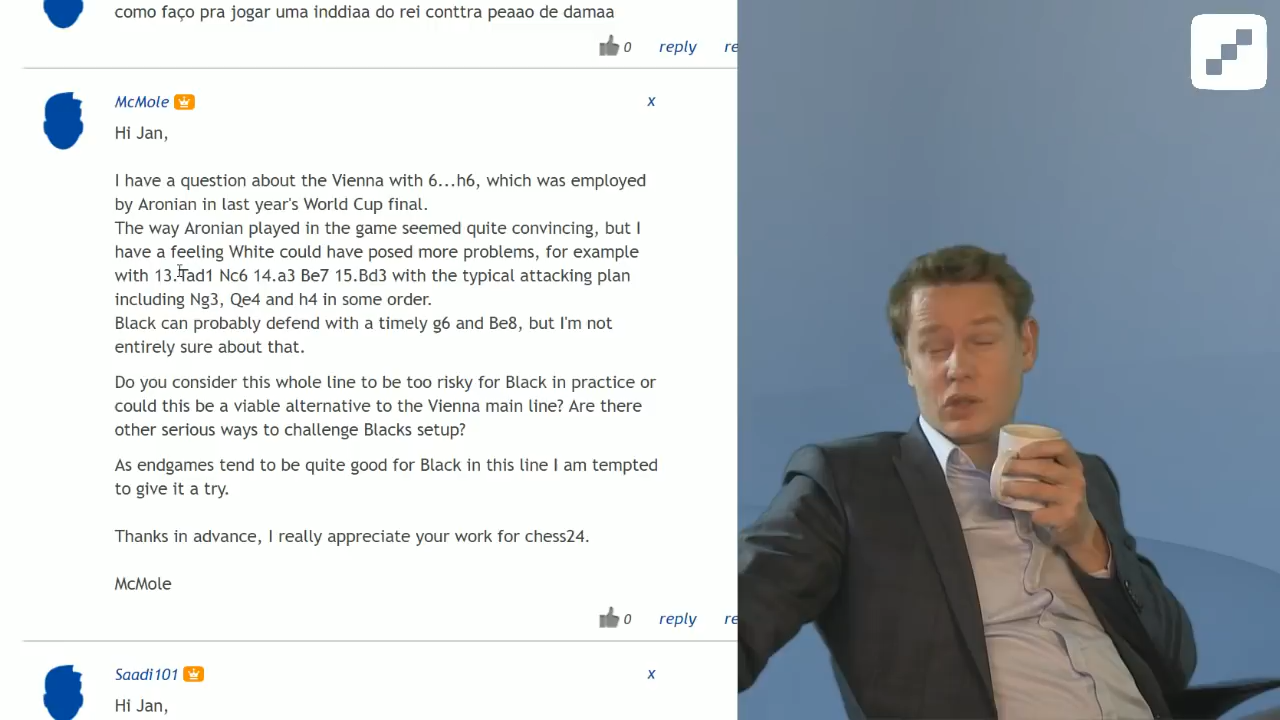 como faço pra jogar uma inddiaa do rei conttra peaao de damaa
0 reply re
McMole x
Hi Jan,
I have a question about the Vienna with 6...h6, which was employed
by Aronian in last year's World Cup final.
The way Aronian played in the game seemed quite convincing, but I
have a feeling White could have posed more problems, for example
with 13.Tad1 Nc6 14.a3 Be7 15.Bd3 with the typical attacking plan
including Ng3, Qe4 and h4 in some order.
Black can probably defend with a timely g6 and Be8, but I'm not
entirely sure about that.
Do you consider this whole line to be too risky for Black in practice or
could this be a viable alternative to the Vienna main line? Are there
other serious ways to challenge Blacks setup?
As endgames tend to be quite good for Black in this line I am tempted
to give it a try.
Thanks in advance, I really appreciate your work for chess24.
McMole
0 reply re
Saadi101 x
Hi Jan,